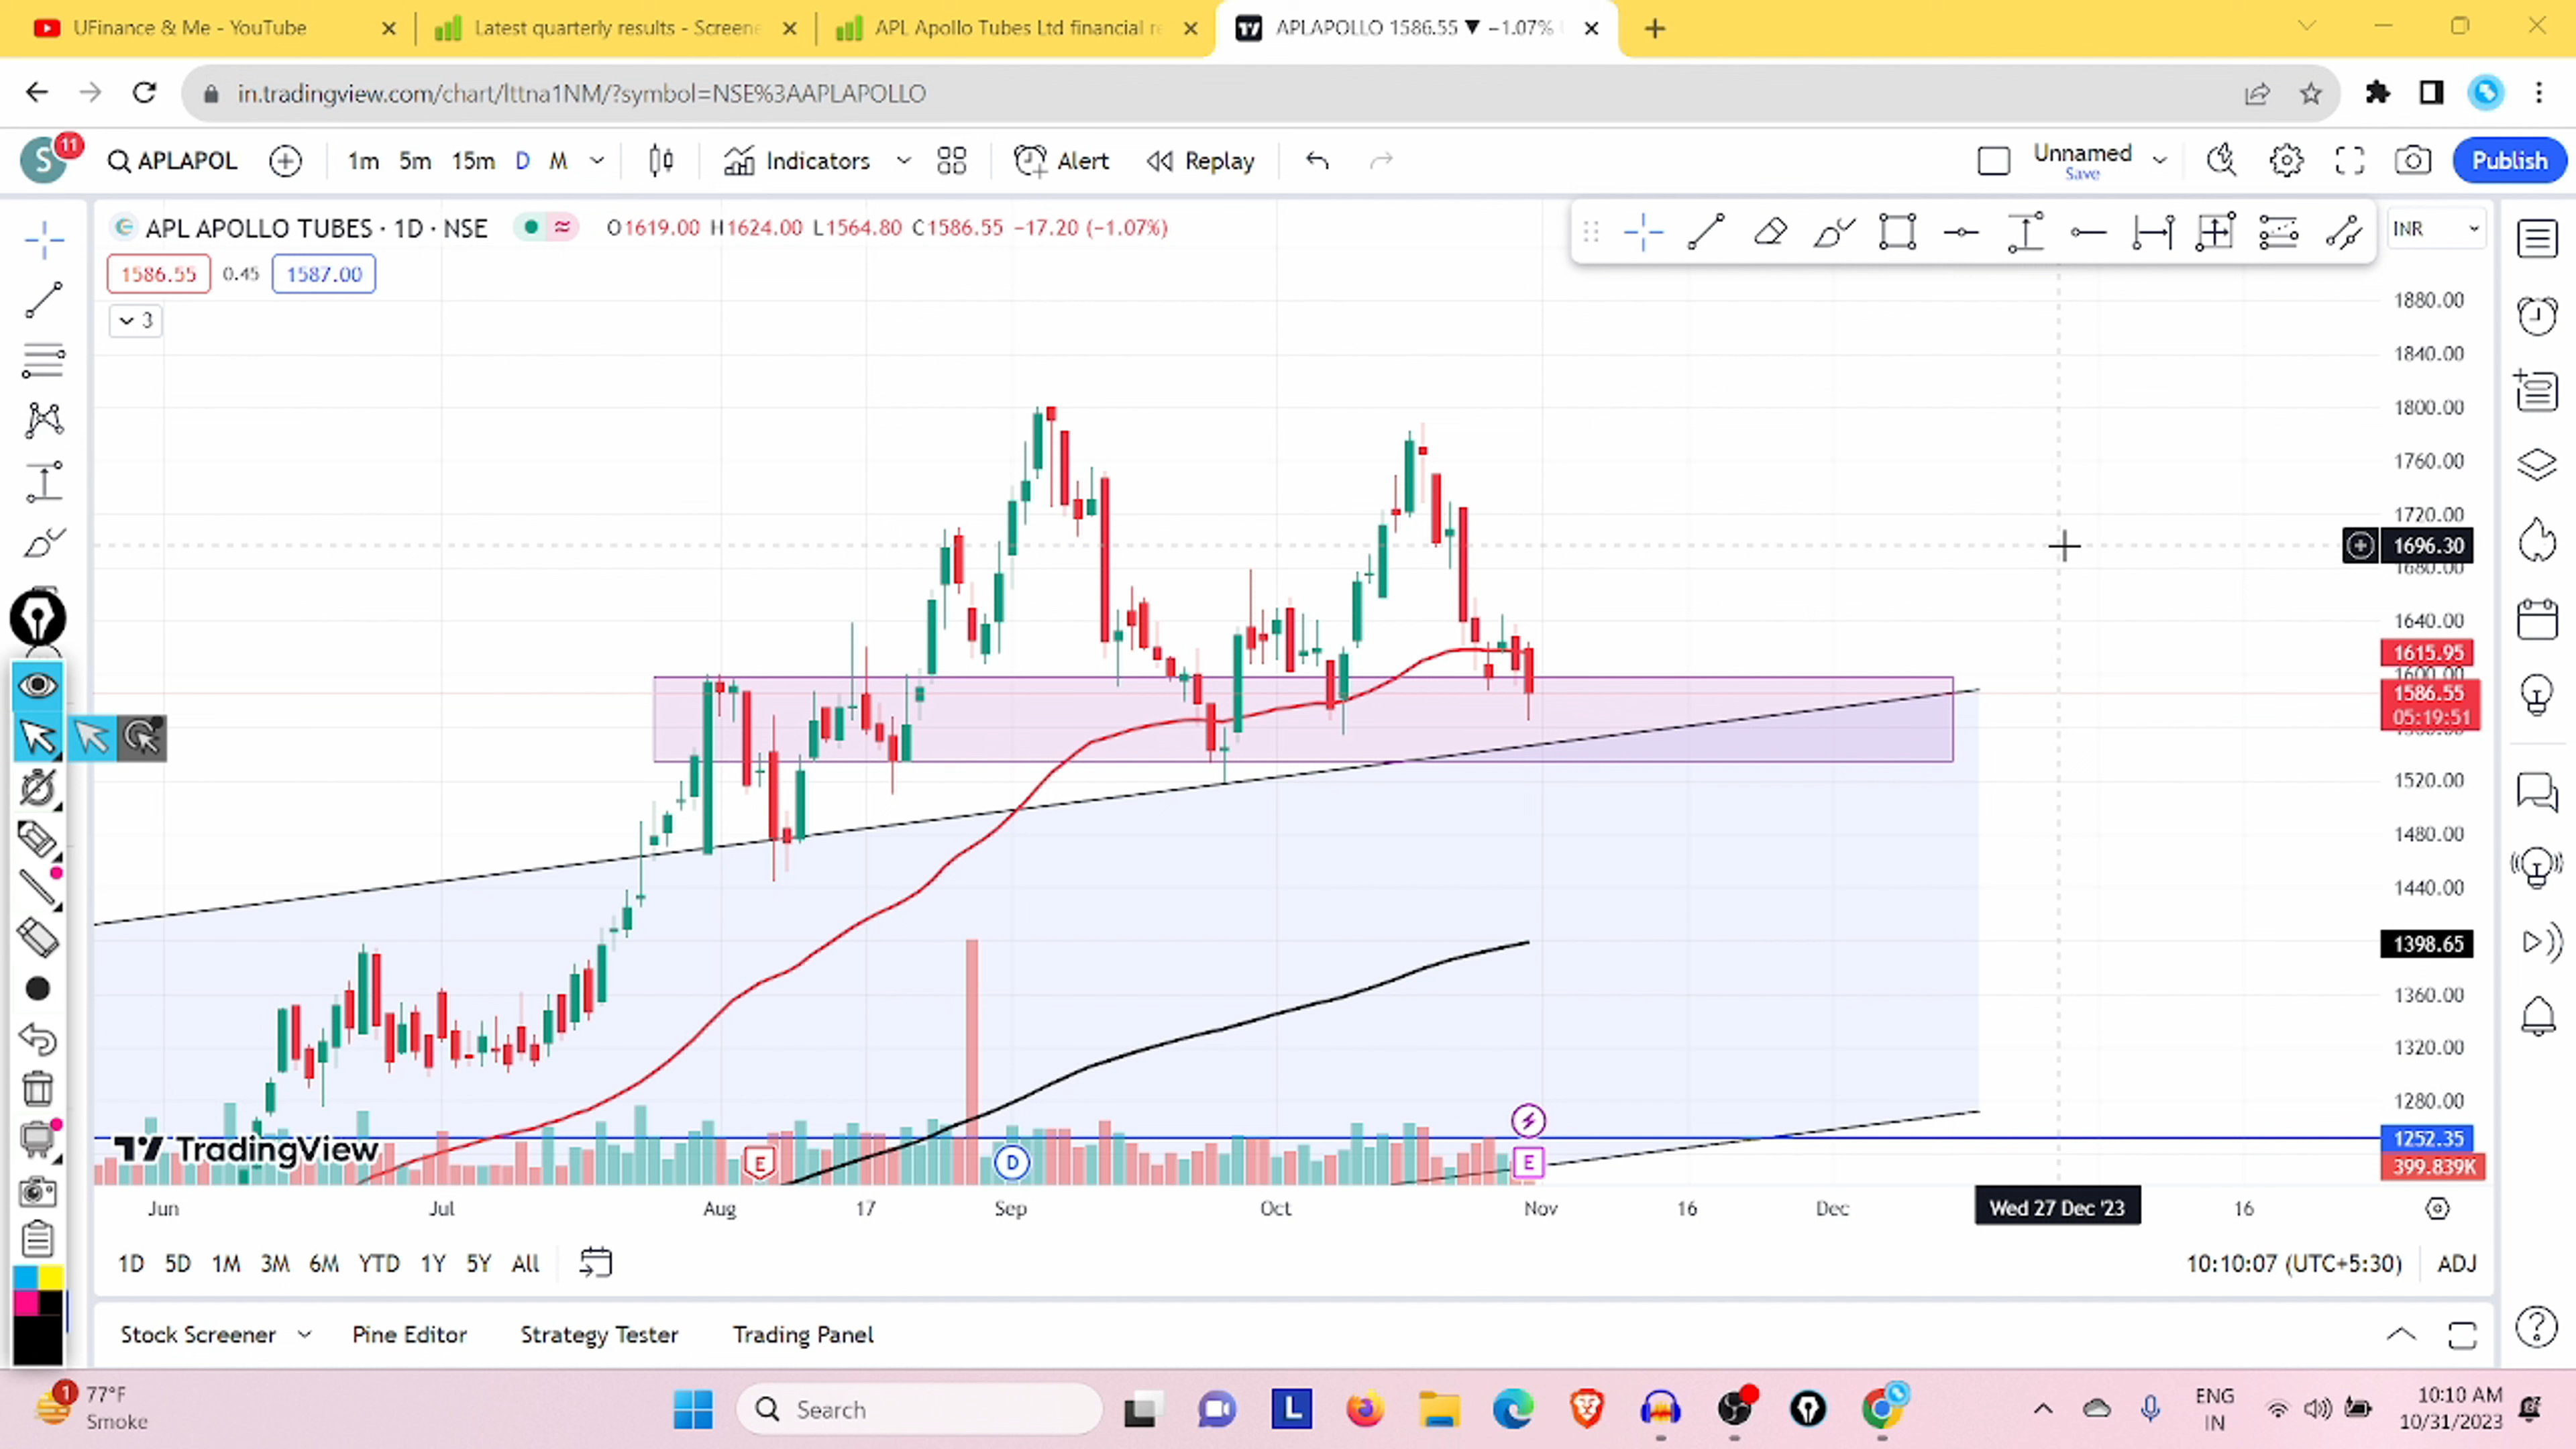 UFinance & Me - YouTube
Latest quarterly results - Screene
APL Apollo Tubes Ltd financial r
APLAPOLLO 1586.55 ▼ −1.07%
in.tradingview.com/chart/lttna1NM/?symbol=NSE%3AAPLAPOLLO
S
11
APLAPOL
1m 5m 15m D M
Indicators
Alert
Replay
Unnamed
Save
Publish
APL APOLLO TUBES · 1D · NSE
O1619.00 H1624.00 L1564.80 C1586.55 −17.20 (−1.07%)
INR
1586.55 0.45 1587.00
3
1880.00
1840.00
1800.00
1760.00
1720.00
1696.30
1680.00
1640.00
1615.95
1600.00
1586.55
05:19:51
1520.00
1480.00
1440.00
1398.65
1360.00
1320.00
1280.00
1252.35
399.839K
TradingView
E
D
E
Jun Jul Aug 17 Sep Oct Nov 16 Dec Wed 27 Dec '23 16
1D 5D 1M 3M 6M YTD 1Y 5Y All
10:10:07 (UTC+5:30) ADJ
Stock Screener Pine Editor Strategy Tester Trading Panel
1
77°F
Smoke
Search
L
ENG
IN
10:10 AM
10/31/2023